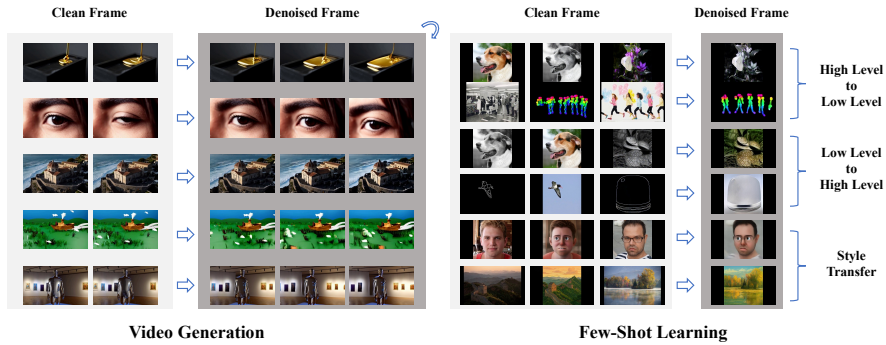 Clean Frame
Denoised Frame
Clean Frame
Denoised Frame
High Level
to
Low Level
Low Level
to
High Level
Style
Transfer
Video Generation
Few-Shot Learning